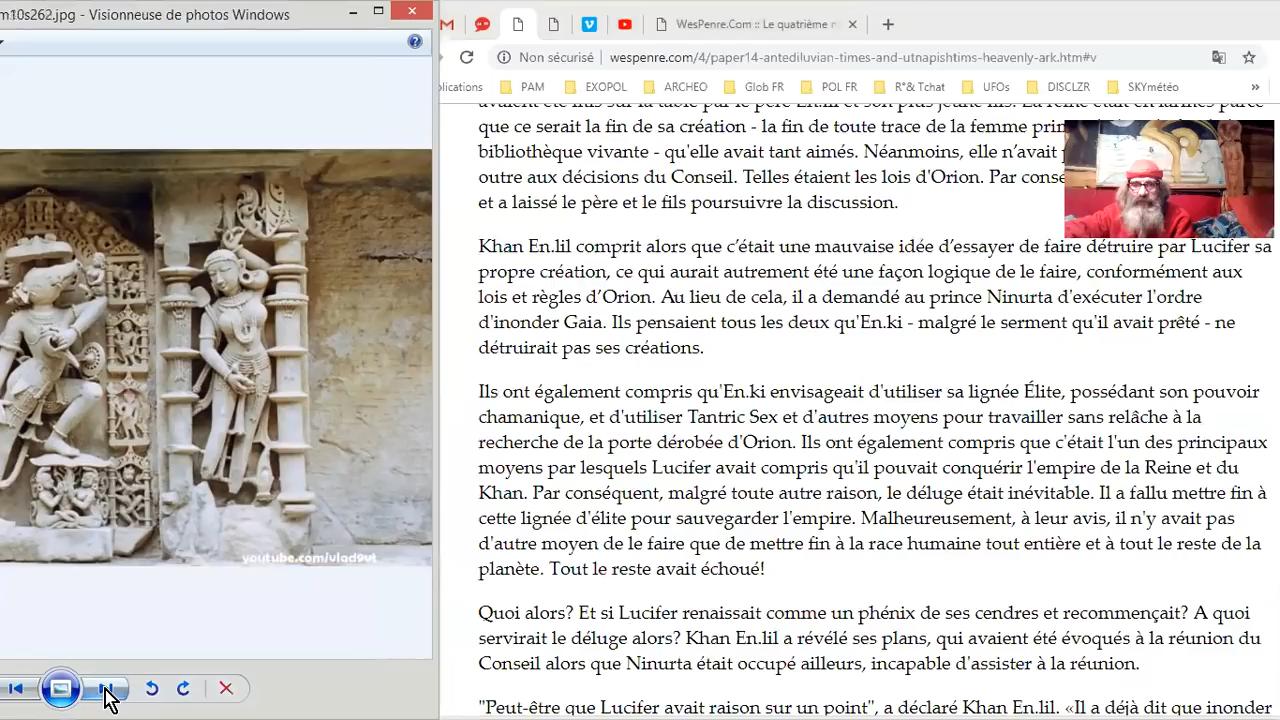 m10s262.jpg - Visionneuse de photos Windows
WesPenre.Com :: Le quatrième
Non sécurisé | wespenre.com/4/paper14-antediluvian-times-and-utnapishtims-heavenly-ark.htm#v
plications PAM EXOPOL ARCHEO Glob FR POL FR R°& Tchat UFOs DISCLZR SKYmétéo »
que ce serait la fin de sa création - la fin de toute trace de la femme
bibliothèque vivante - qu'elle avait tant aimés. Néanmoins, elle n’avait
outre aux décisions du Conseil. Telles étaient les lois d'Orion. Par
et a laissé le père et le fils poursuivre la discussion.
Khan En.lil comprit alors que c’était une mauvaise idée d’essayer de faire détruire par Lucifer sa
propre création, ce qui aurait autrement été une façon logique de le faire, conformément aux
lois et règles d’Orion. Au lieu de cela, il a demandé au prince Ninurta d'exécuter l'ordre
d'inonder Gaia. Ils pensaient tous les deux qu'En.ki - malgré le serment qu'il avait prêté - ne
détruirait pas ses créations.
Ils ont également compris qu'En.ki envisageait d'utiliser sa lignée Élite, possédant son pouvoir
chamanique, et d'utiliser Tantric Sex et d'autres moyens pour travailler sans relâche à la
recherche de la porte dérobée d'Orion. Ils ont également compris que c'était l'un des principaux
moyens par lesquels Lucifer avait compris qu'il pouvait conquérir l'empire de la Reine et du
Khan. Par conséquent, malgré toute autre raison, le déluge était inévitable. Il a fallu mettre fin à
cette lignée d'élite pour sauvegarder l'empire. Malheureusement, à leur avis, il n'y avait pas
d'autre moyen de le faire que de mettre fin à la race humaine tout entière et à tout le reste de la
planète. Tout le reste avait échoué!
Quoi alors? Et si Lucifer renaissait comme un phénix de ses cendres et recommençait? A quoi
servirait le déluge alors? Khan En.lil a révélé ses plans, qui avaient été évoqués à la réunion du
Conseil alors que Ninurta était occupé ailleurs, incapable d'assister à la réunion.
"Peut-être que Lucifer avait raison sur un point", a déclaré Khan En.lil. «Il a déjà dit que inonder
youtube.com/vlad9vt